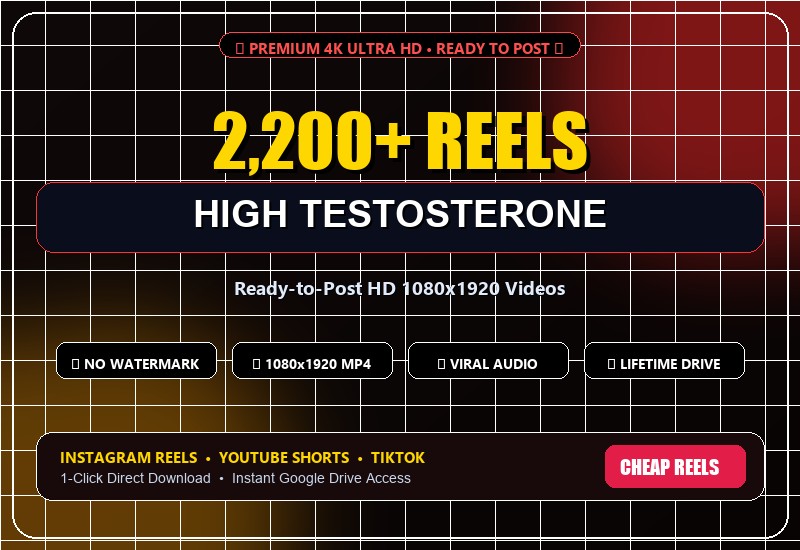 PREMIUM 4K ULTRA HD • READY TO POST
2,200+ REELS
HIGH TESTOSTERONE
Ready-to-Post HD 1080x1920 Videos
NO WATERMARK
1080x1920 MP4
VIRAL AUDIO
LIFETIME DRIVE
INSTAGRAM REELS • YOUTUBE SHORTS • TIKTOK
1-Click Direct Download • Instant Google Drive Access
CHEAP REELS